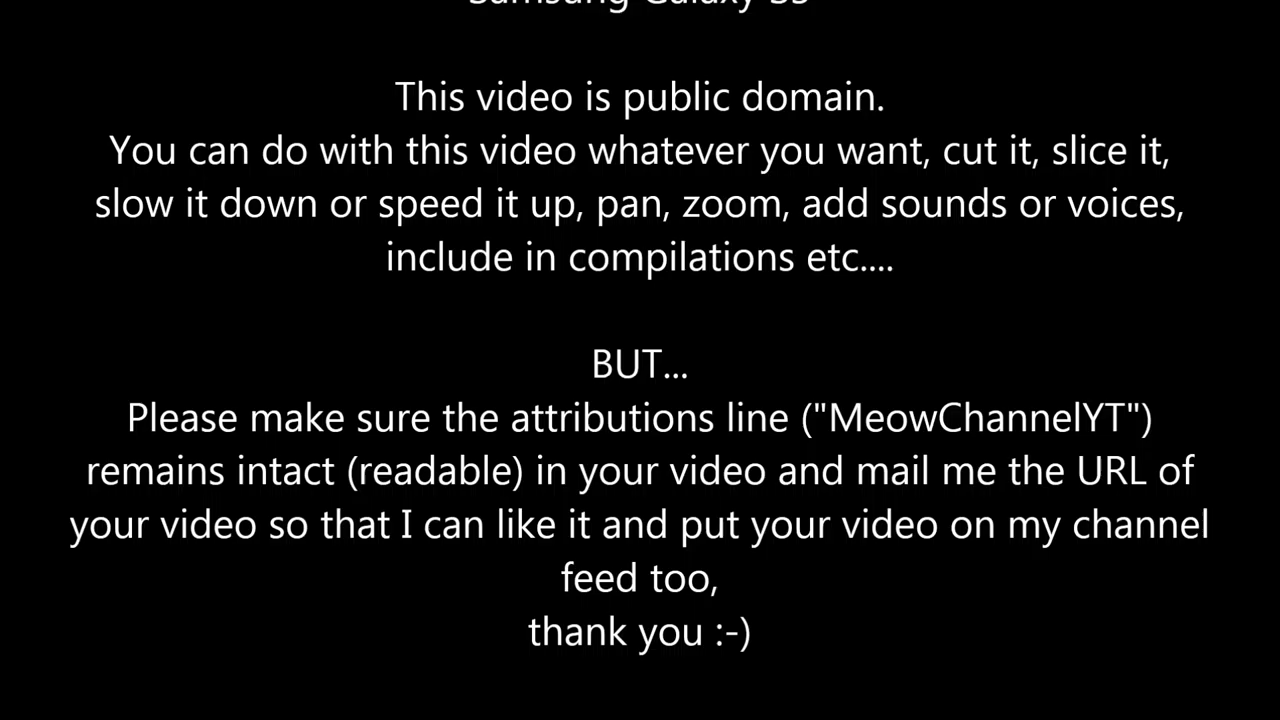 Samsung Galaxy
This video is public domain.
You can do with this video whatever you want, cut it, slice it,
slow it down or speed it up, pan, zoom, add sounds or voices,
include in compilations etc....
BUT...
Please make sure the attributions line ("MeowChannelYT")
remains intact (readable) in your video and mail me the URL of
your video so that I can like it and put your video on my channel
feed too,
thank you :-)